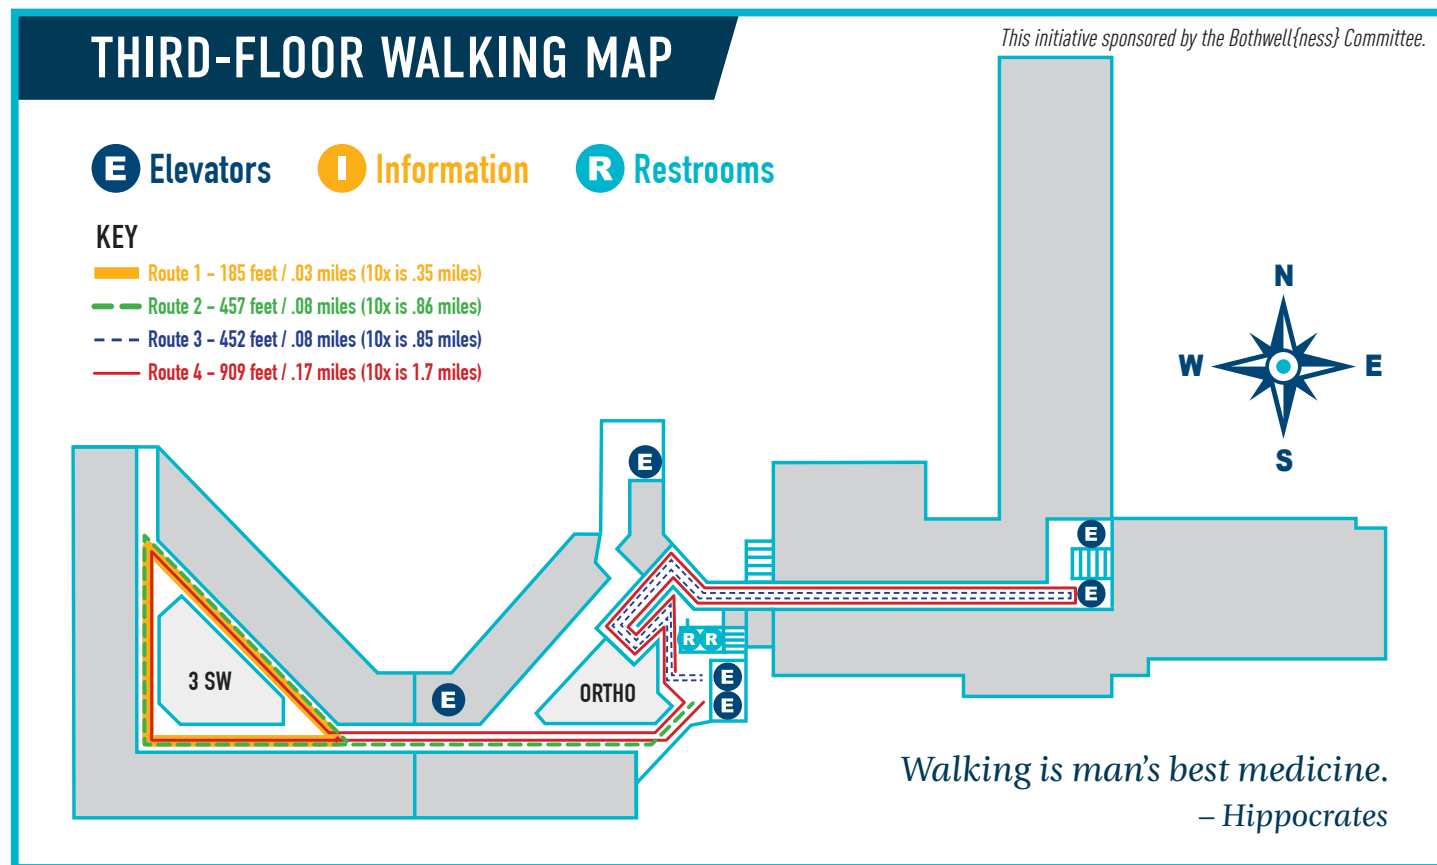 THIRD-FLOOR WALKING MAP
This initiative sponsored by the Bothwell{ness} Committee.
E Elevators
I Information
R Restrooms
KEY
Route 1 – 185 feet / .03 miles (10x is .35 miles)
Route 2 – 457 feet / .08 miles (10x is .86 miles)
Route 3 – 452 feet / .08 miles (10x is .85 miles)
Route 4 – 909 feet / .17 miles (10x is 1.7 miles)
N
W
E
S
E
E
E
R R
3 SW
ORTHO
E
E
E
Walking is man's best medicine.
– Hippocrates